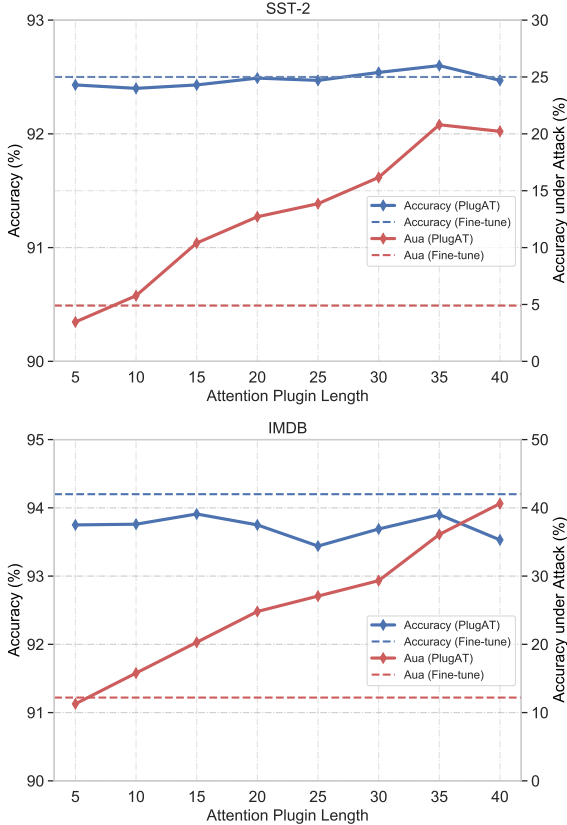 SST-2
93
92
91
90
30
25
20
15
10
5
0
Accuracy (%)
Accuracy under Attack (%)
Accuracy (PlugAT)
Accuracy (Fine-tune)
Aua (PlugAT)
Aua (Fine-tune)
5 10 15 20 25 30 35 40
Attention Plugin Length
IMDB
95
94
93
92
91
90
50
40
30
20
10
0
Accuracy (%)
Accuracy under Attack (%)
Accuracy (PlugAT)
Accuracy (Fine-tune)
Aua (PlugAT)
Aua (Fine-tune)
5 10 15 20 25 30 35 40
Attention Plugin Length